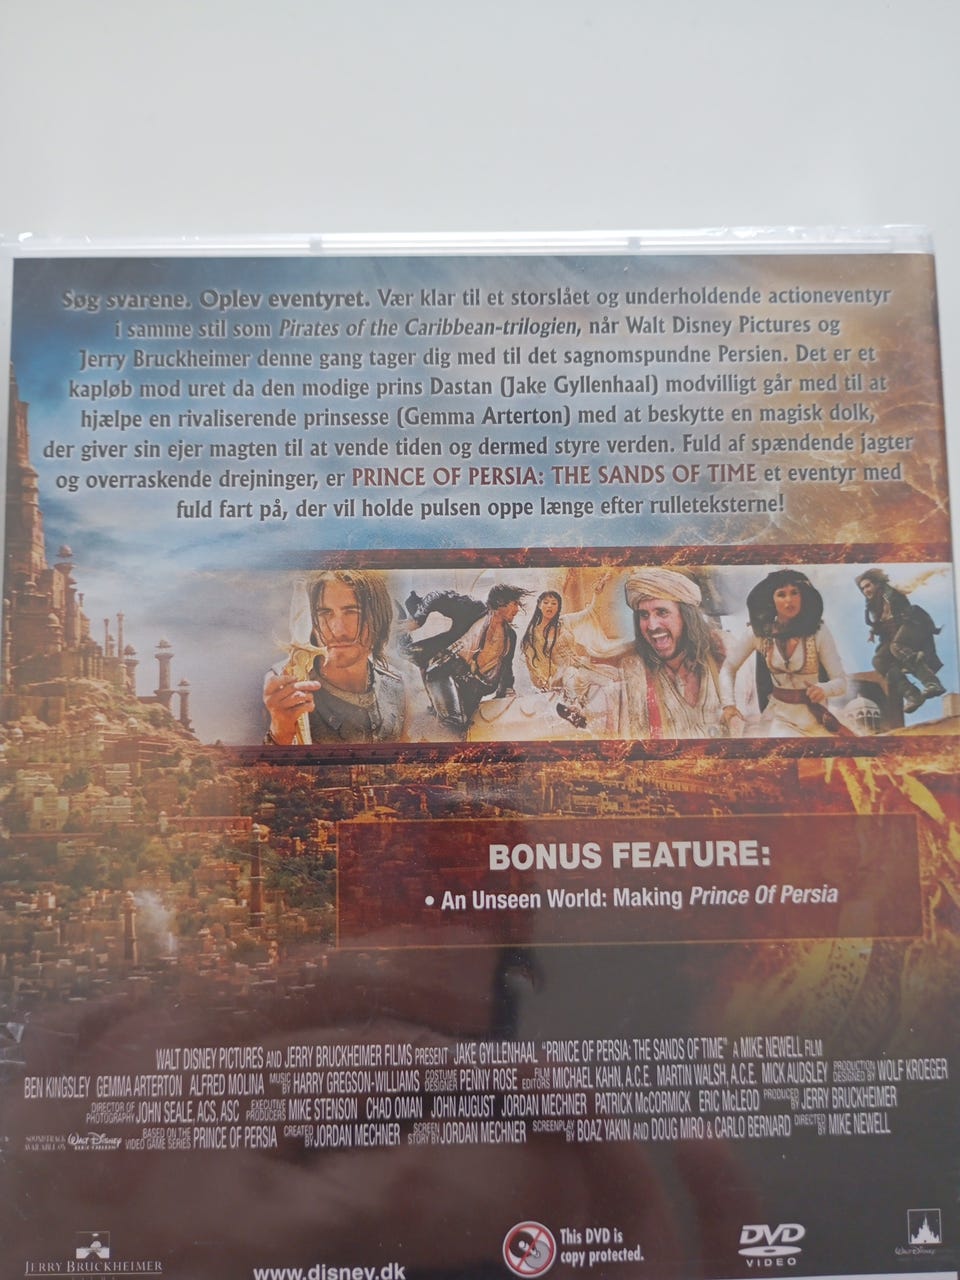 Søg svarene. Oplev eventyret. Vær klar til et storslået og underholdende actioneventyr
i samme stil som Pirates of the Caribbean-trilogien, når Walt Disney Pictures og
Jerry Bruckheimer denne gang tager dig med til det sagnomspundne Persien. Det er et
kapløb mod uret da den modige prins Dastan (Jake Gyllenhaal) modvilligt går med til at
hjælpe en rivaliserende prinsesse (Gemma Arterton) med at beskytte en magisk dolk,
der giver sin ejer magten til at vende tiden og dermed styre verden. Fuld af spændende jagter
og overraskende drejninger, er PRINCE OF PERSIA: THE SANDS OF TIME et eventyr med
fuld fart på, der vil holde pulsen oppe længe efter rulleteksterne!
BONUS FEATURE:
• An Unseen World: Making Prince Of Persia
WALT DISNEY PICTURES AND JERRY BRUCKHEIMER FILMS PRESENT JAKE GYLLENHAAL "PRINCE OF PERSIA: THE SANDS OF TIME" A MIKE NEWELL FILM
BEN KINGSLEY GEMMA ARTERTON ALFRED MOLINA MUSIC BY HARRY GREGSON-WILLIAMS COSTUME DESIGNER PENNY ROSE FILM EDITORS MICHAEL KAHN, A.C.E. MARTIN WALSH, A.C.E. MICK AUDSLEY PRODUCTION DESIGNED BY WOLF KROEGER
DIRECTOR OF PHOTOGRAPHY JOHN SEALE, ACS, ASC EXECUTIVE PRODUCERS MIKE STENSON CHAD OMAN JOHN AUGUST JORDAN MECHNER PATRICK McCORMICK ERIC McLEOD PRODUCED BY JERRY BRUCKHEIMER
SOUNDTRACK AVAILABLE ON WALT DISNEY RECORDS BASED ON THE VIDEO GAME SERIES PRINCE OF PERSIA CREATED BY JORDAN MECHNER SCREEN STORY BY JORDAN MECHNER SCREENPLAY BY BOAZ YAKIN AND DOUG MIRO & CARLO BERNARD DIRECTED BY MIKE NEWELL
JERRY BRUCKHEIMER
FILMS
www.disney.dk
This DVD is
copy protected.
DVD
VIDEO
WALT DISNEY